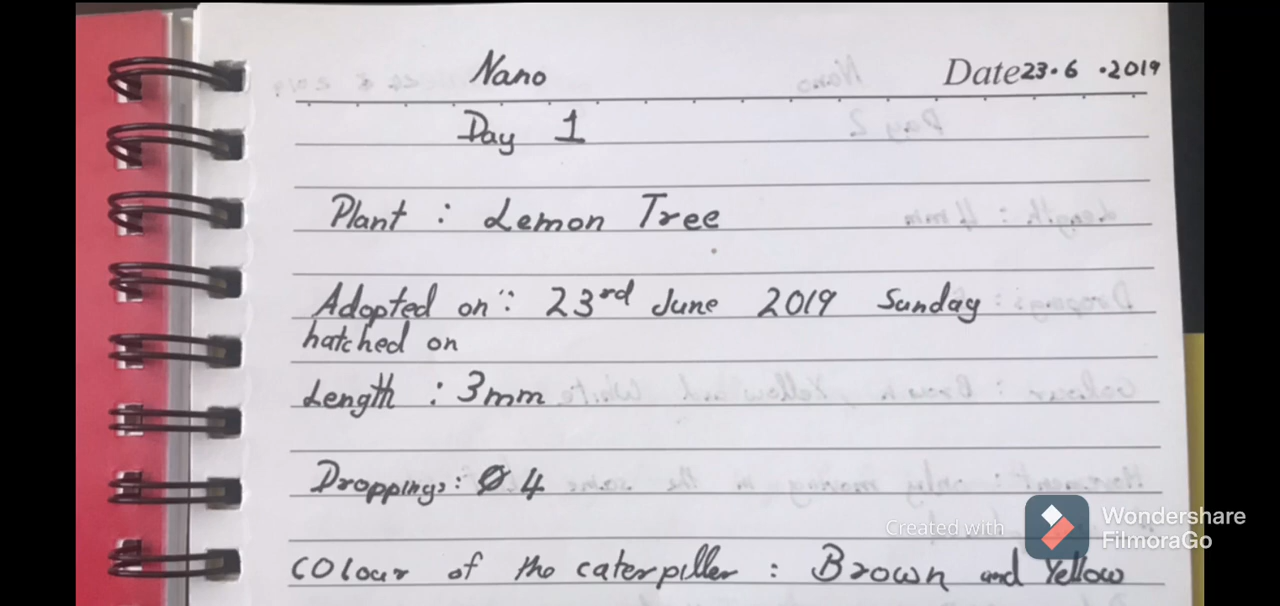 Nano
Date 23.6.2019
Day 1
Plant : Lemon Tree
Adopted on : 23rd June 2019 Sunday
hatched on
Length : 3mm
Droppings : 4
Colour of the caterpiller : Brown and Yellow
Created with
Wondershare
FilmoraGo